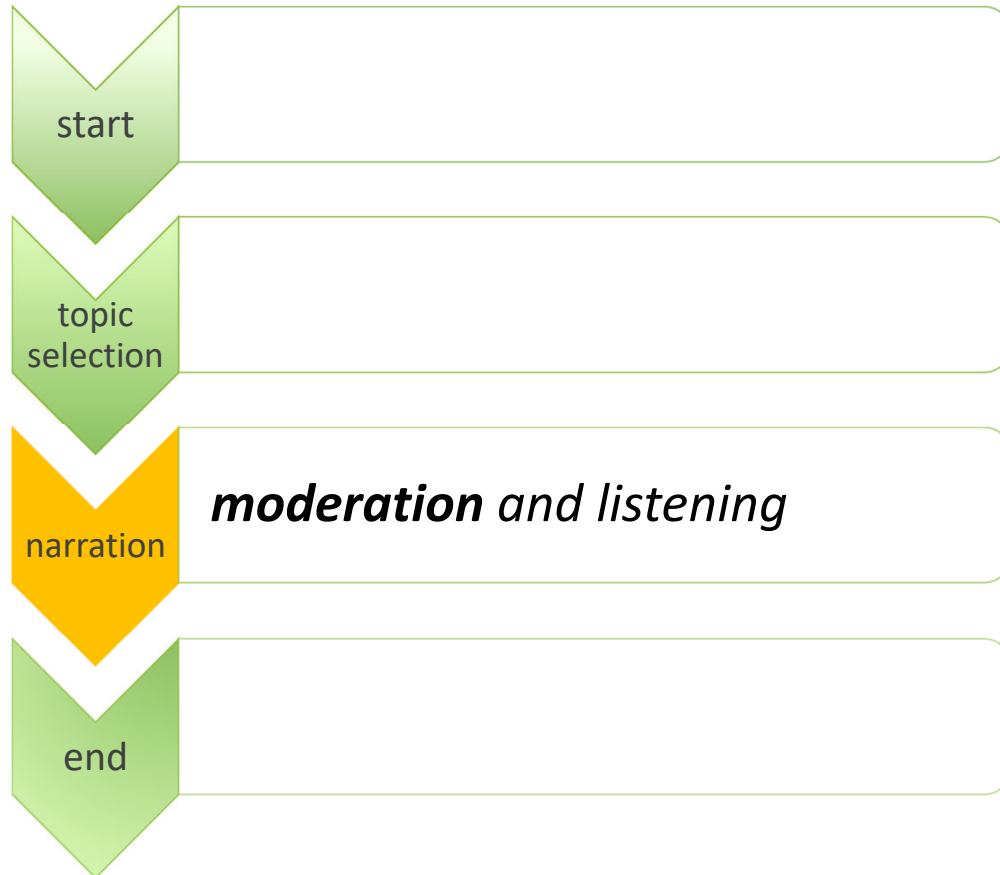 start
topic
selection
narration
moderation and listening
end